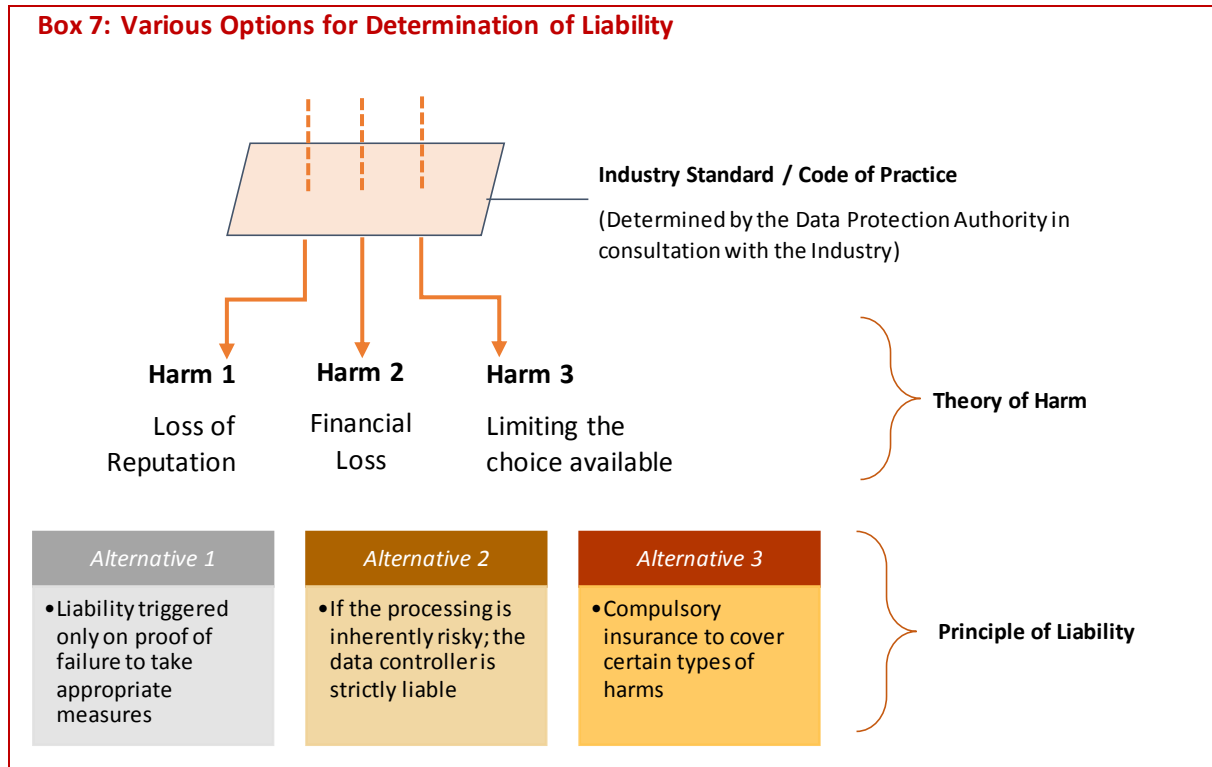 Box 7: Various Options for Determination of Liability
Industry Standard / Code of Practice
(Determined by the Data Protection Authority in
consultation with the Industry)
Harm 1
Loss of
Reputation
Harm 2
Financial
Loss
Harm 3
Limiting the
choice available
Theory of Harm
Alternative 1
•Liability triggered
only on proof of
failure to take
appropriate
measures
Alternative 2
•If the processing is
inherently risky; the
data controller is
strictly liable
Alternative 3
•Compulsory
insurance to cover
certain types of
harms
Principle of Liability